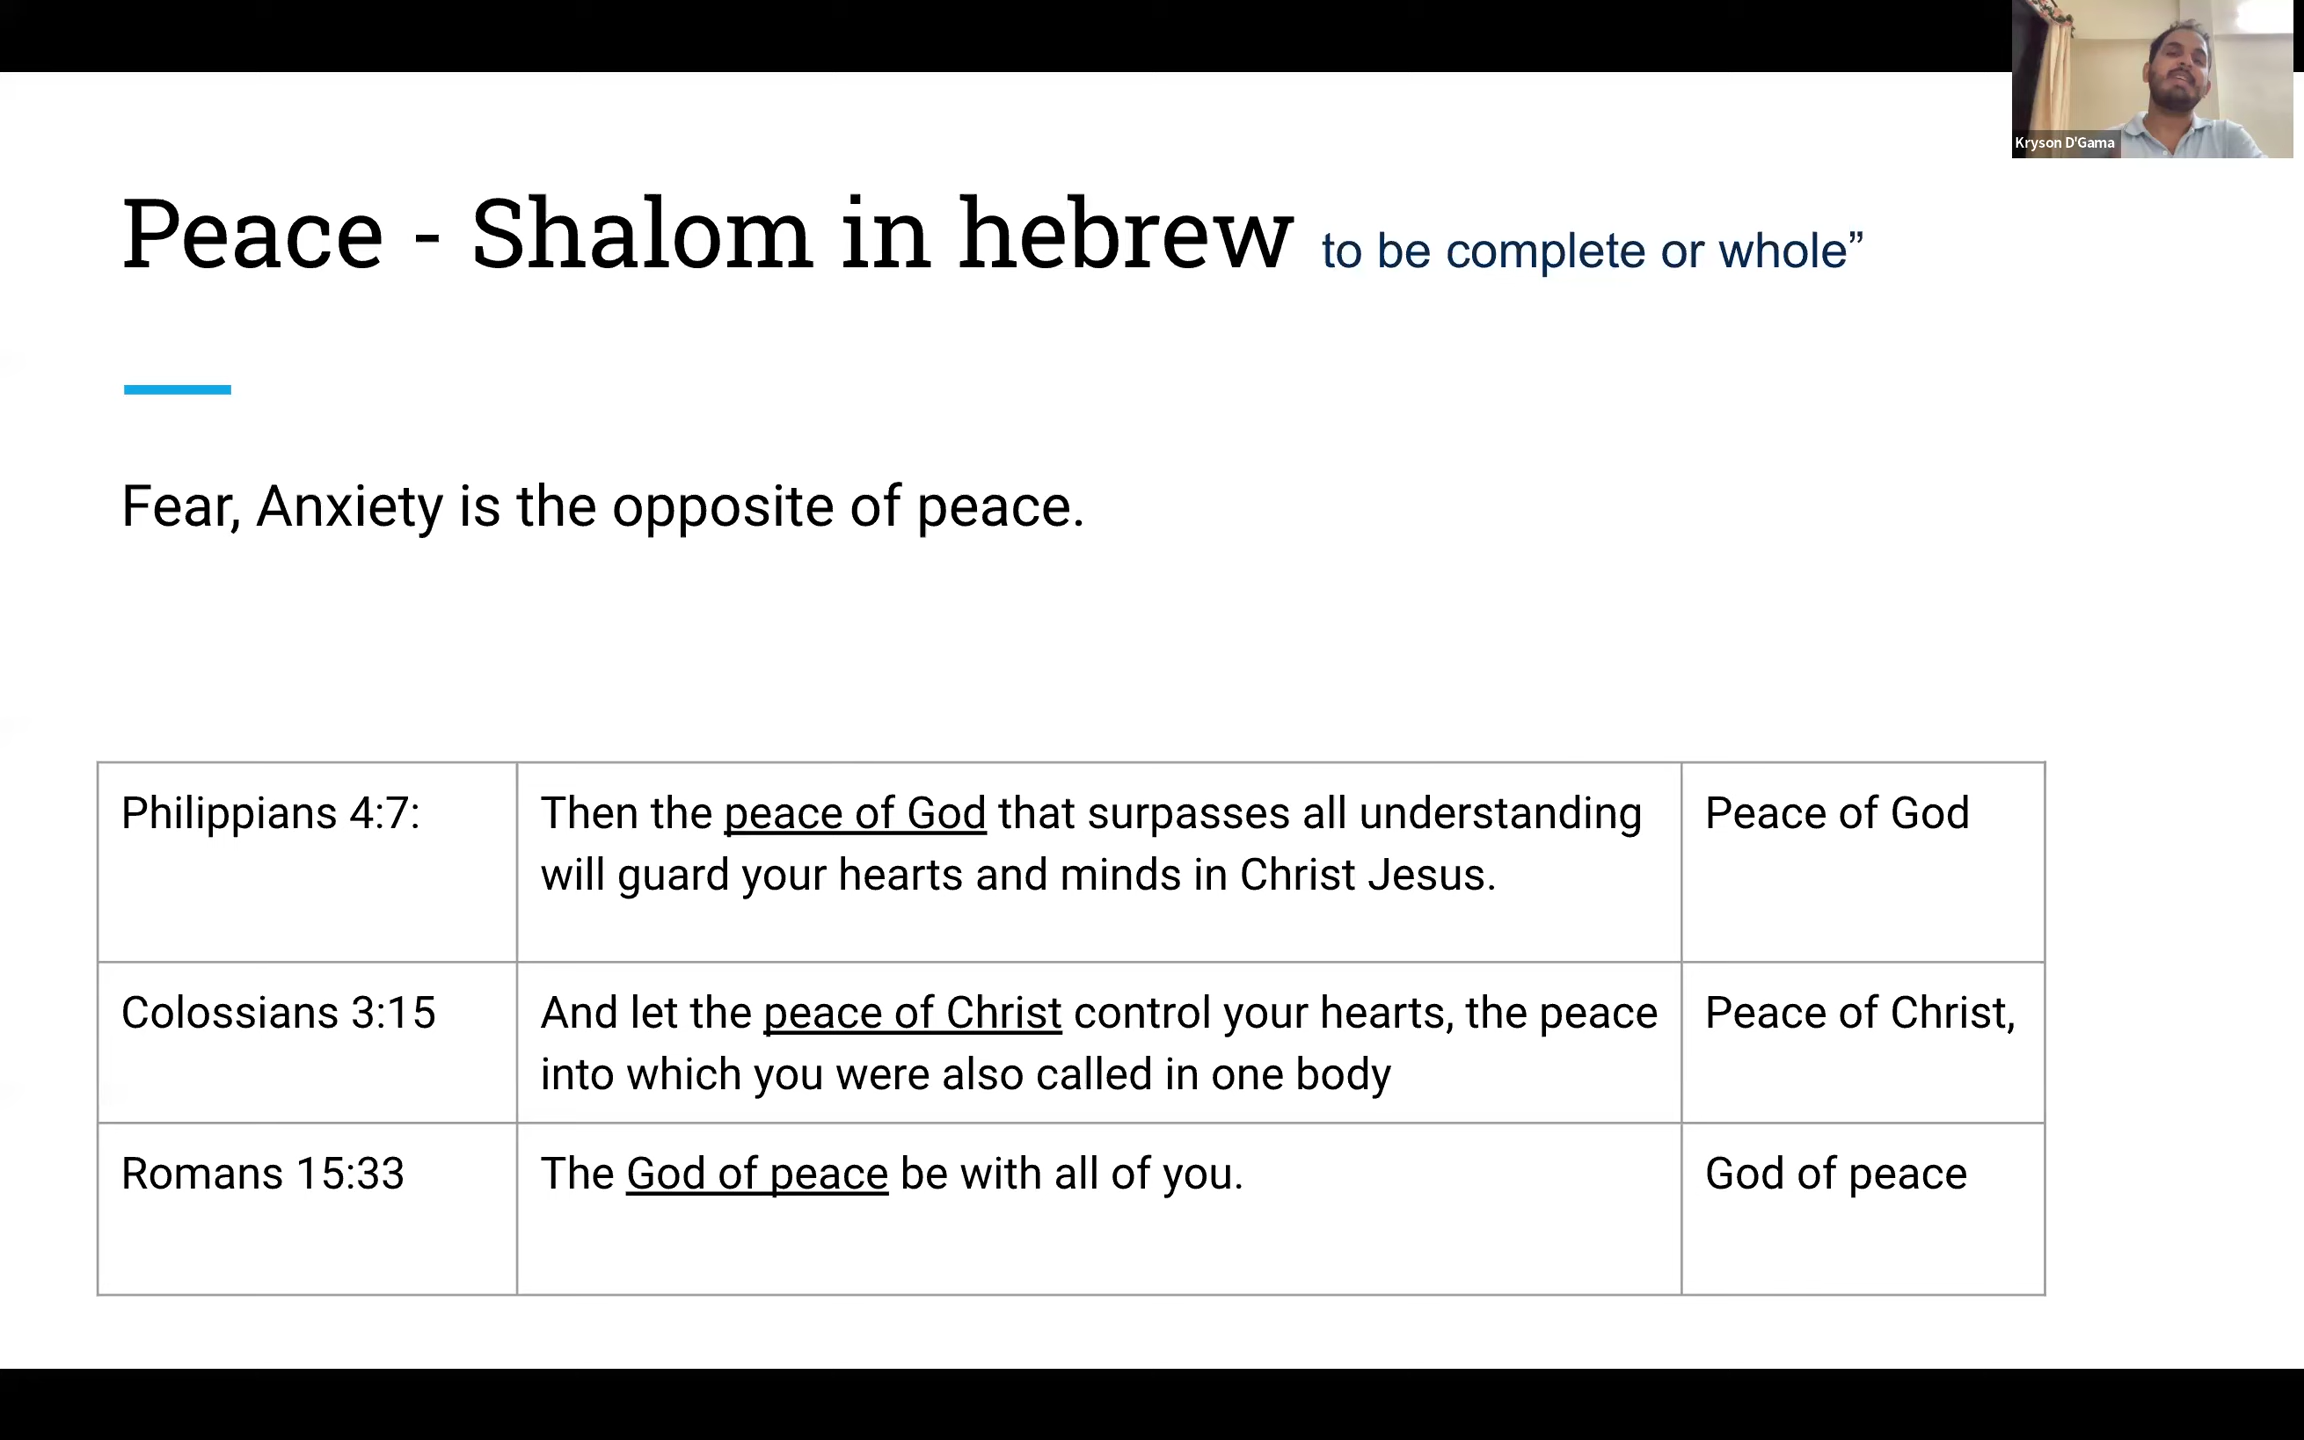 Kryson D'Gama
Peace - Shalom in hebrew to be complete or whole”
Fear, Anxiety is the opposite of peace.
Philippians 4:7:
Then the peace of God that surpasses all understanding
will guard your hearts and minds in Christ Jesus.
Peace of God
Colossians 3:15
And let the peace of Christ control your hearts, the peace
into which you were also called in one body
Peace of Christ,
Romans 15:33
The God of peace be with all of you.
God of peace